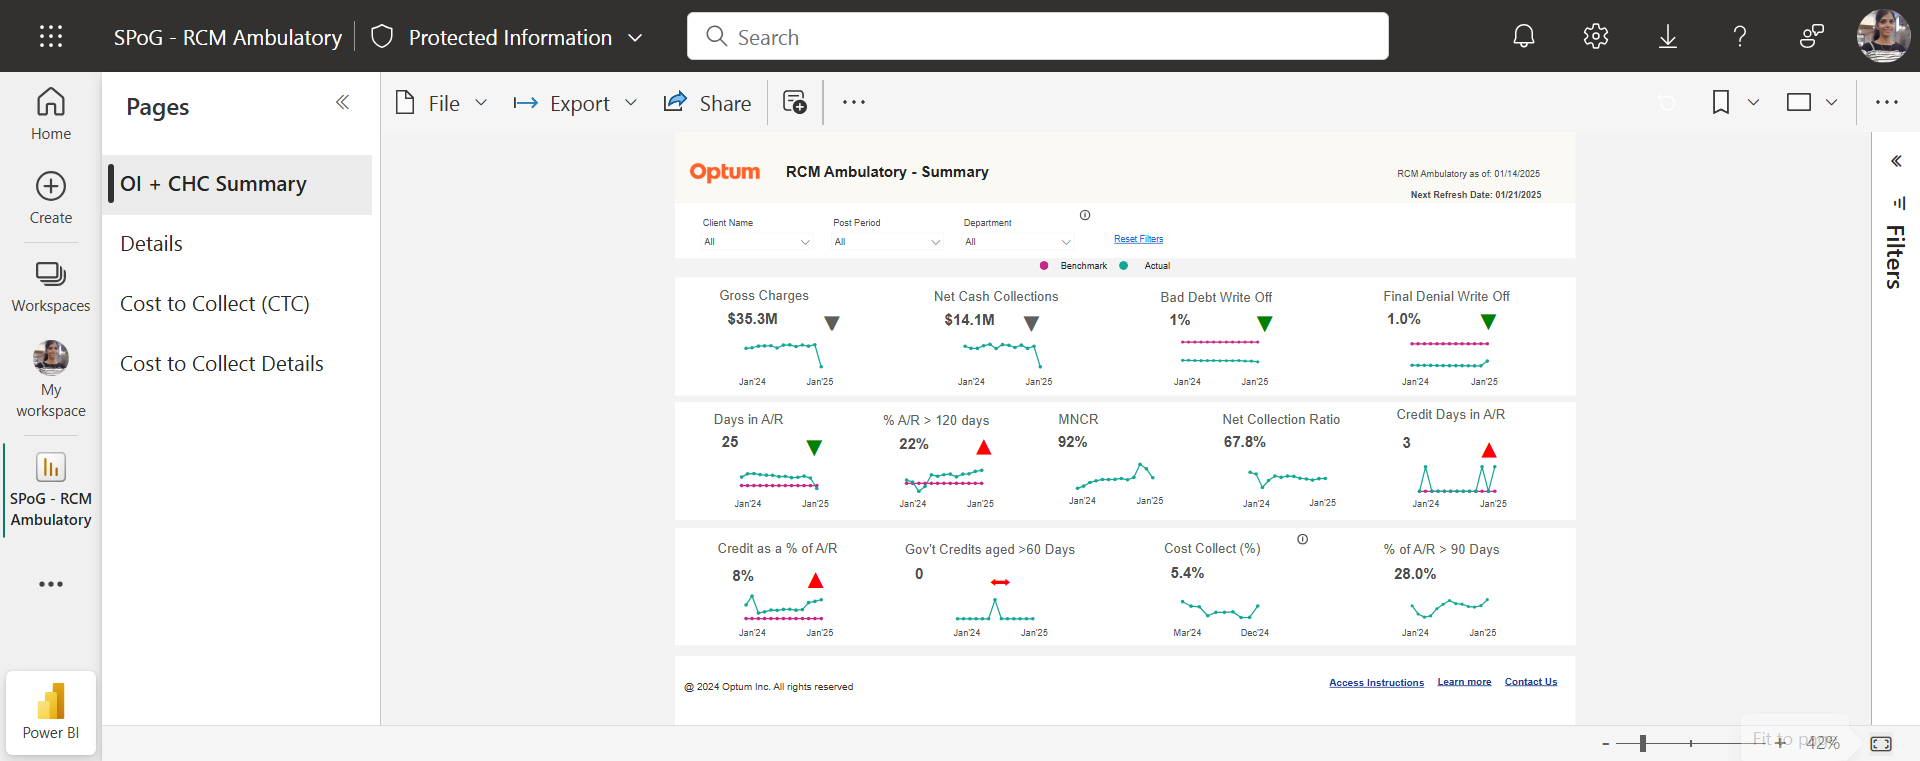 SPoG - RCM Ambulatory
Protected Information
Search
Home
Create
Workspaces
My
workspace
SPoG - RCM
Ambulatory
Power BI
Pages
OI + CHC Summary
Details
Cost to Collect (CTC)
Cost to Collect Details
File
Export
Share
Optum
RCM Ambulatory - Summary
RCM Ambulatory as of: 01/14/2025
Next Refresh Date: 01/21/2025
Client Name
Post Period
Department
All
All
All
Reset Filters
Benchmark
Actual
Gross Charges
Net Cash Collections
Bad Debt Write Off
Final Denial Write Off
$35.3M
$14.1M
1%
1.0%
Jan'24 Jan'25
Jan'24 Jan'25
Jan'24 Jan'25
Jan'24 Jan'25
Days in A/R
% A/R > 120 days
MNCR
Net Collection Ratio
Credit Days in A/R
25
22%
92%
67.8%
3
Jan'24 Jan'25
Jan'24 Jan'25
Jan'24 Jan'25
Jan'24 Jan'25
Jan'24 Jan'25
Credit as a % of A/R
Gov't Credits aged >60 Days
Cost Collect (%)
% of A/R > 90 Days
8%
0
5.4%
28.0%
Jan'24 Jan'25
Jan'24 Jan'25
Mar'24 Dec'24
Jan'24 Jan'25
@ 2024 Optum Inc. All rights reserved
Access Instructions
Learn more
Contact Us
Filters
Fit to page
- + 42%